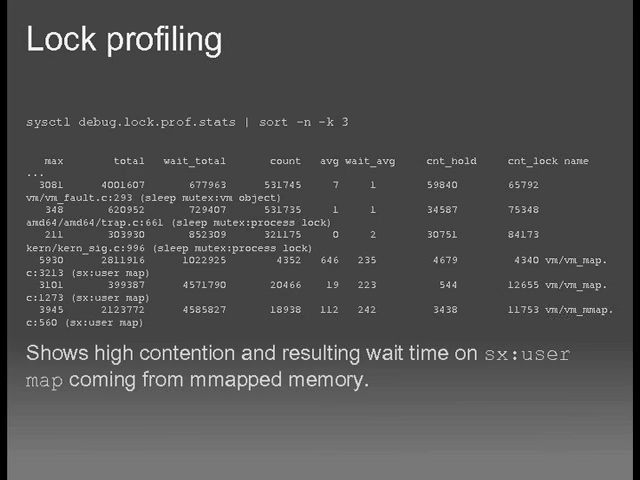 Lock profiling
sysctl debug.lock.prof.stats | sort -n -k 3
max total wait_total count avg wait_avg cnt_hold cnt_lock name
...
3081 4001607 677963 531745 7 1 59840 65792
vm/vm_fault.c:293 (sleep mutex:vm object)
348 620952 729407 531735 1 1 34587 75348
amd64/amd64/trap.c:661 (sleep mutex:process lock)
211 303930 852309 321175 0 2 30751 84173
kern/kern_sig.c:996 (sleep mutex:process lock)
5930 2811916 1022925 4352 646 235 4679 4340 vm/vm_map.
c:3213 (sx:user map)
3101 399387 4571790 20466 19 223 544 12655 vm/vm_map.
c:1273 (sx:user map)
3945 2123772 4585827 18938 112 242 3438 11753 vm/vm_mmap.
c:560 (sx:user map)
Shows high contention and resulting wait time on sx:user
map coming from mmapped memory.